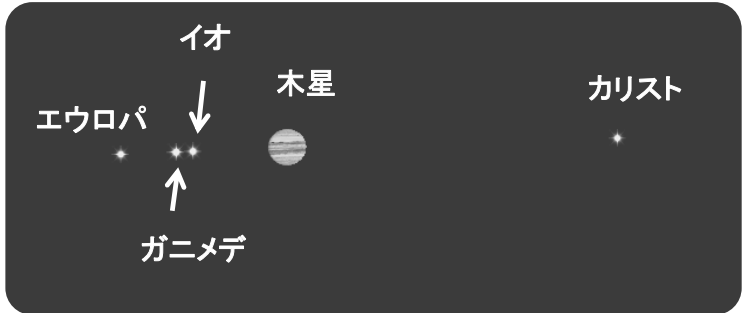 イオ
木星
カリスト
エウロパ
ガニメデ